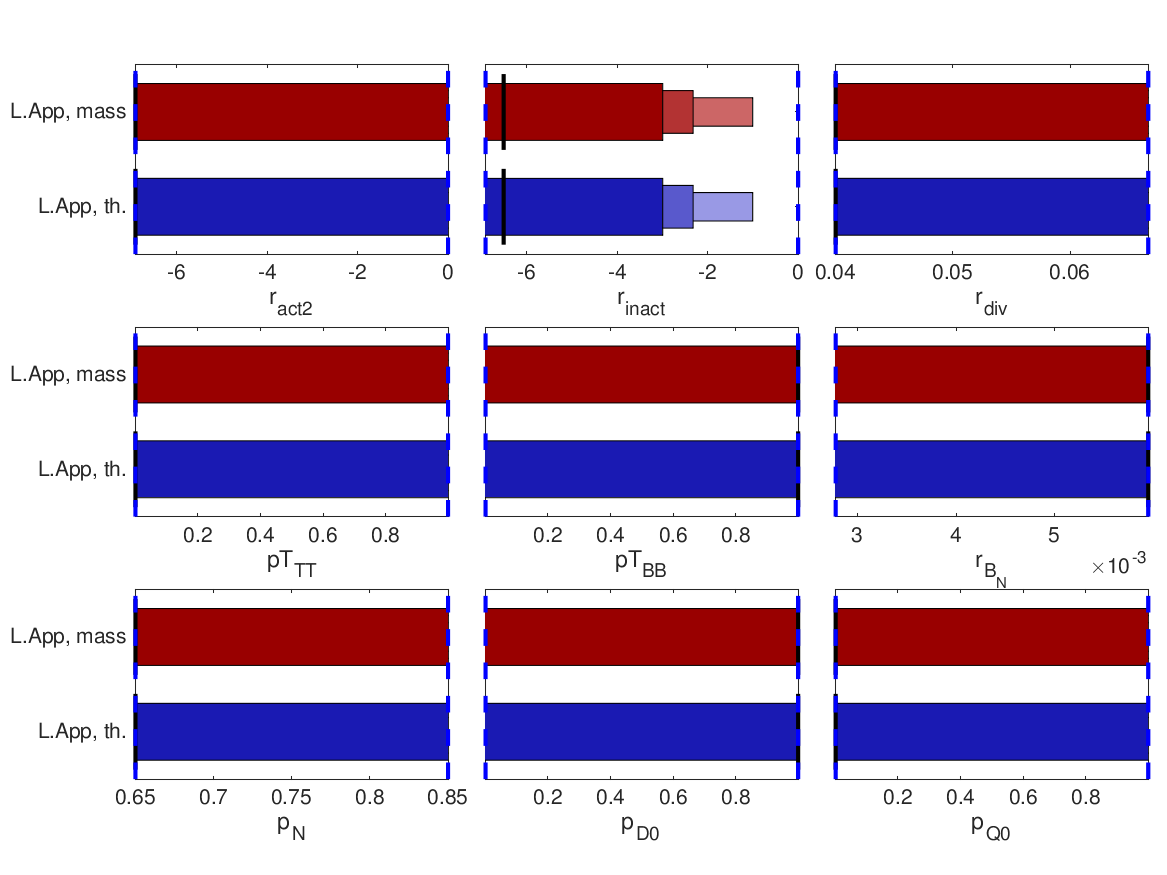 L.App, mass
L.App, th.
-6 -4 -2 0
r_act2
-6 -4 -2 0
r_inact
0.04 0.05 0.06
r_div
L.App, mass
L.App, th.
0.2 0.4 0.6 0.8
pT_TT
0.2 0.4 0.6 0.8
pT_BB
3 4 5
×10^-3
r_B_N
L.App, mass
L.App, th.
0.65 0.7 0.75 0.8 0.85
p_N
0.2 0.4 0.6 0.8
p_D0
0.2 0.4 0.6 0.8
p_Q0